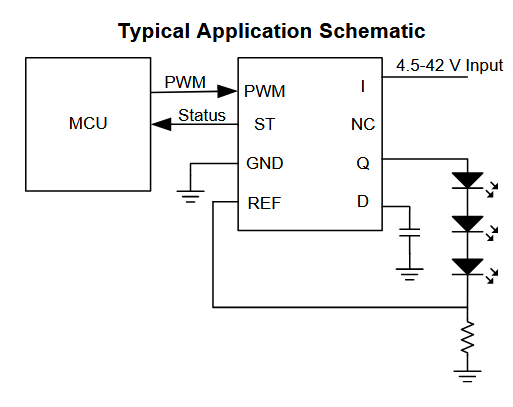 Typical Application Schematic
4.5-42 V Input
PWM
PWM
I
MCU
Status
ST
NC
GND
Q
REF
D